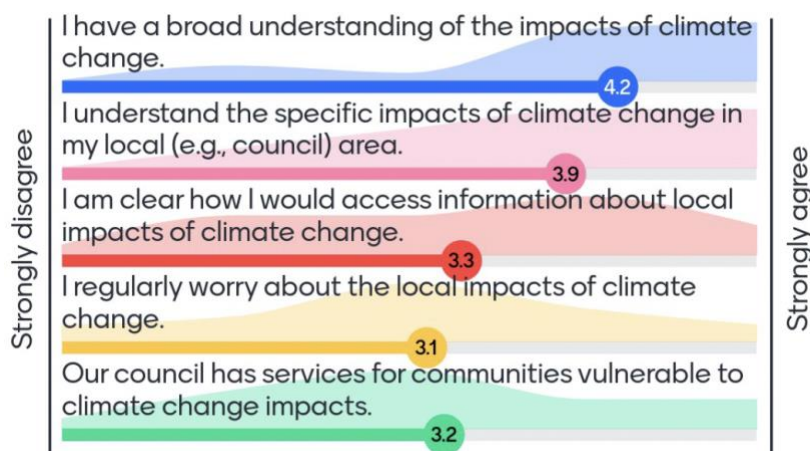 Strongly disagree
I have a broad understanding of the impacts of climate
change.
4.2
I understand the specific impacts of climate change in
my local (e.g., council) area.
3.9
I am clear how I would access information about local
impacts of climate change.
3.3
I regularly worry about the local impacts of climate
change.
3.1
Our council has services for communities vulnerable to
climate change impacts.
3.2
Strongly agree